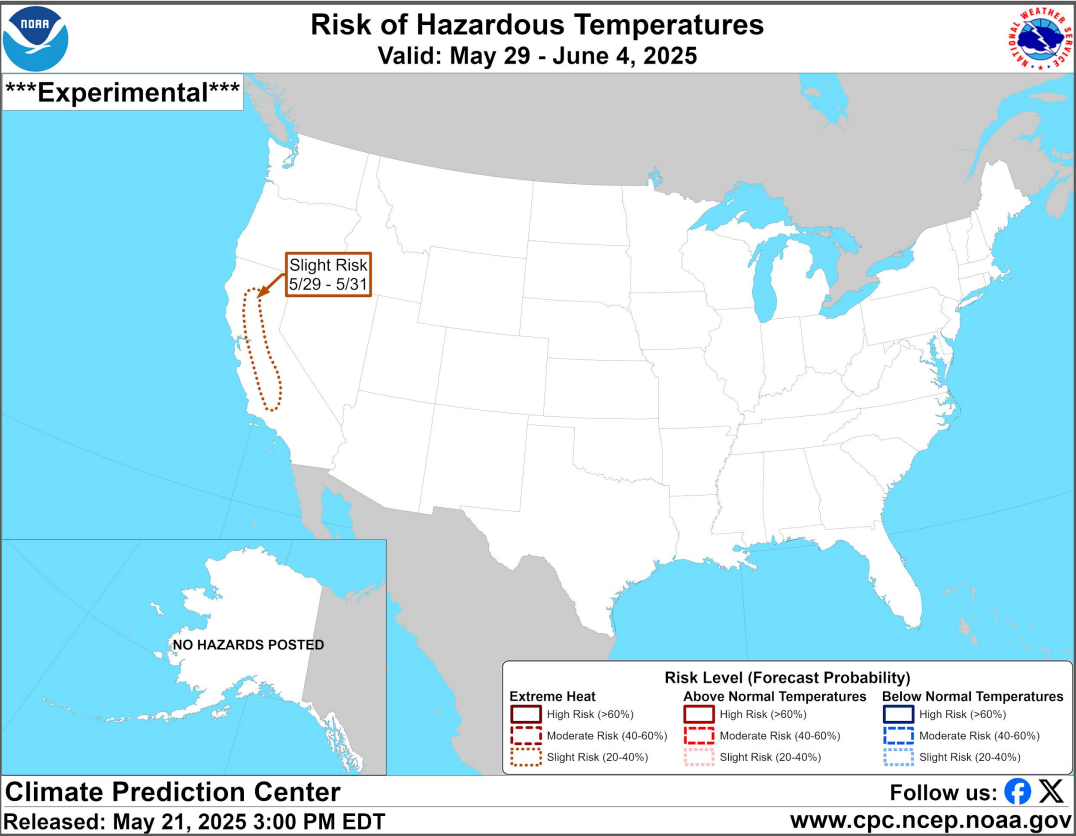 NOAA
Risk of Hazardous Temperatures
Valid: May 29 - June 4, 2025
NATIONAL WEATHER SERVICE
***Experimental***
Slight Risk
5/29 - 5/31
NO HAZARDS POSTED
Risk Level (Forecast Probability)
Extreme Heat
High Risk (>60%)
Moderate Risk (40-60%)
Slight Risk (20-40%)
Above Normal Temperatures
High Risk (>60%)
Moderate Risk (40-60%)
Slight Risk (20-40%)
Below Normal Temperatures
High Risk (>60%)
Moderate Risk (40-60%)
Slight Risk (20-40%)
Climate Prediction Center
Follow us:
Released: May 21, 2025 3:00 PM EDT
www.cpc.ncep.noaa.gov